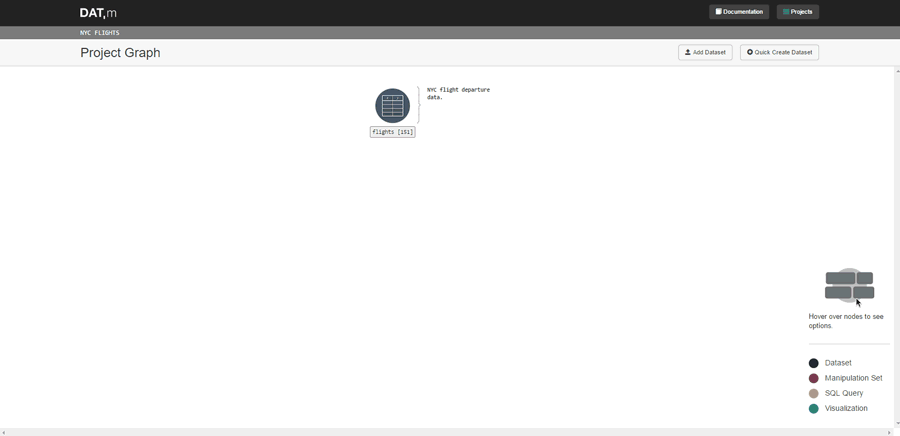 DAT,m
Documentation
Projects
NYC FLIGHTS
Project Graph
Add Dataset
Quick Create Dataset
NYC flight departure
data.
flights [151]
Hover over nodes to see
options.
Dataset
Manipulation Set
SQL Query
Visualization